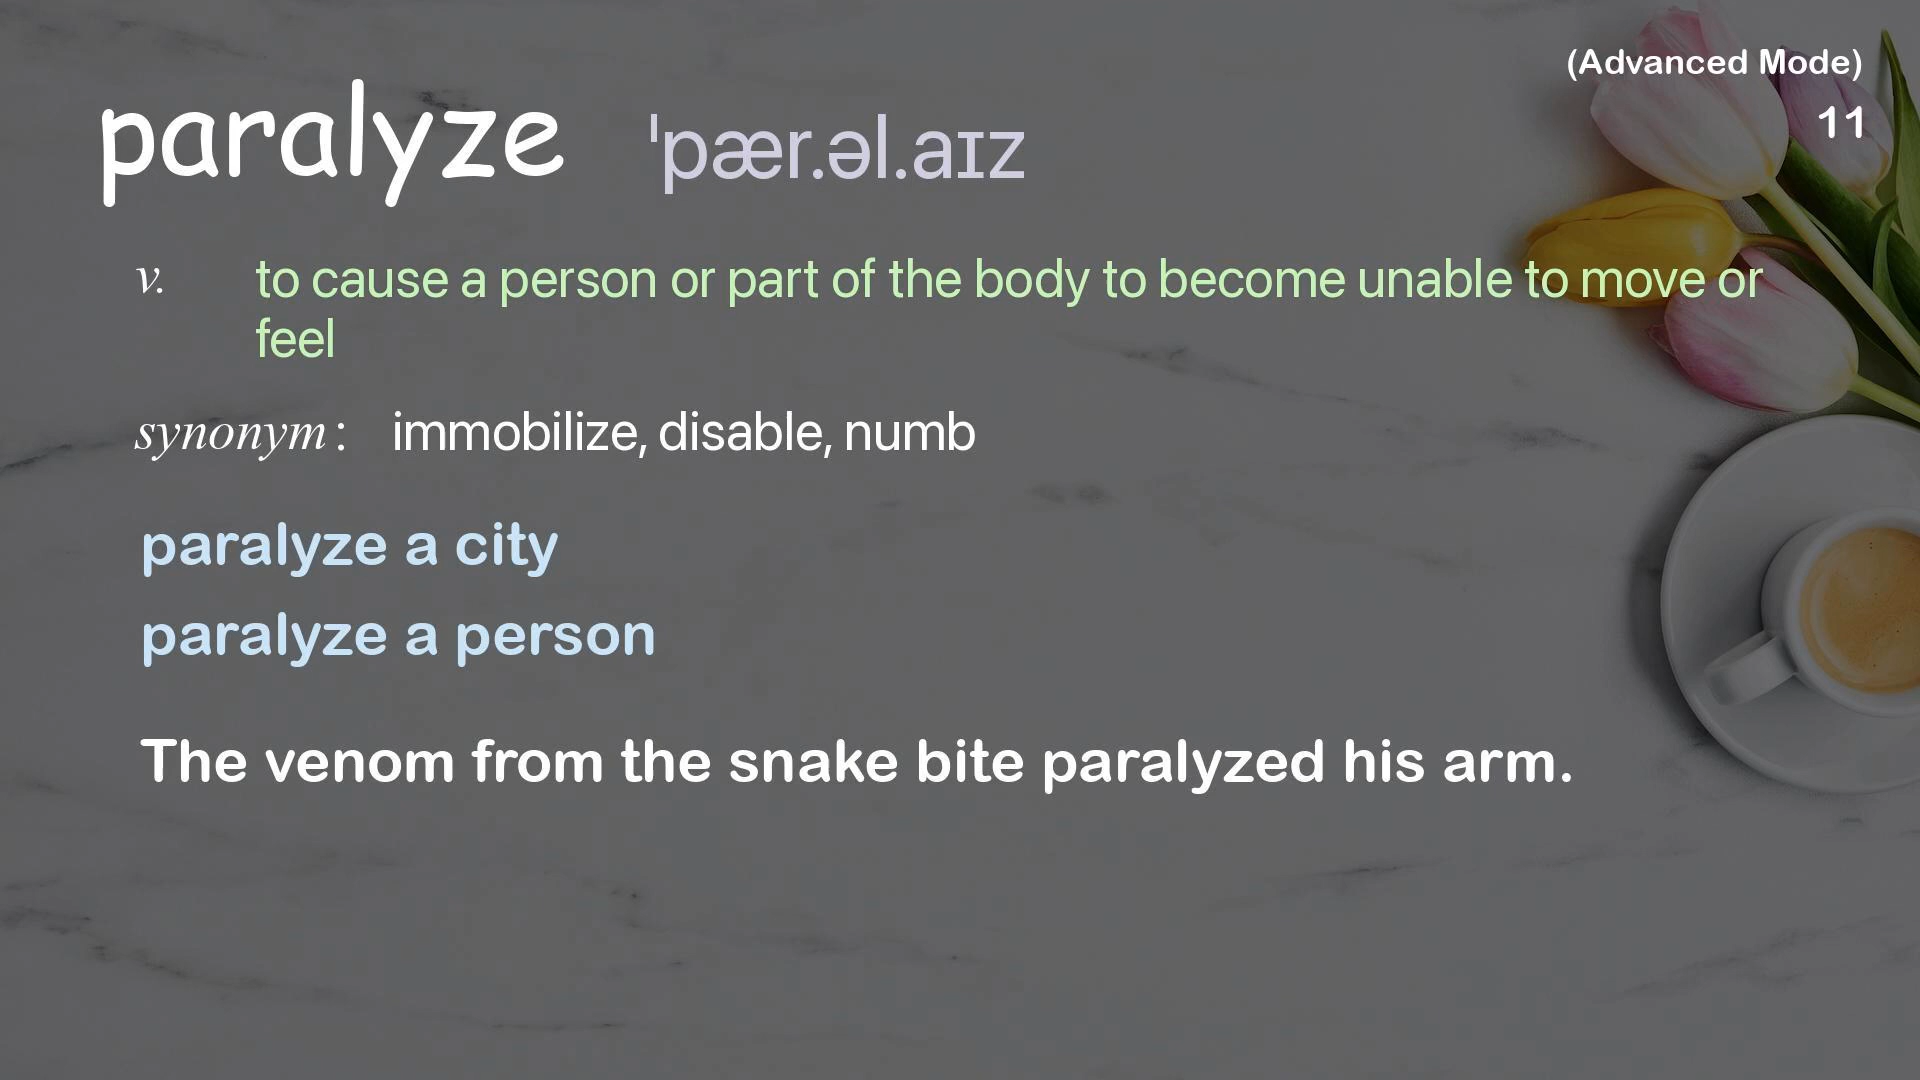 (Advanced Mode)
paralyze ˈpær.əl.aɪz
11
v. to cause a person or part of the body to become unable to move or
feel
synonym: immobilize, disable, numb
paralyze a city
paralyze a person
The venom from the snake bite paralyzed his arm.